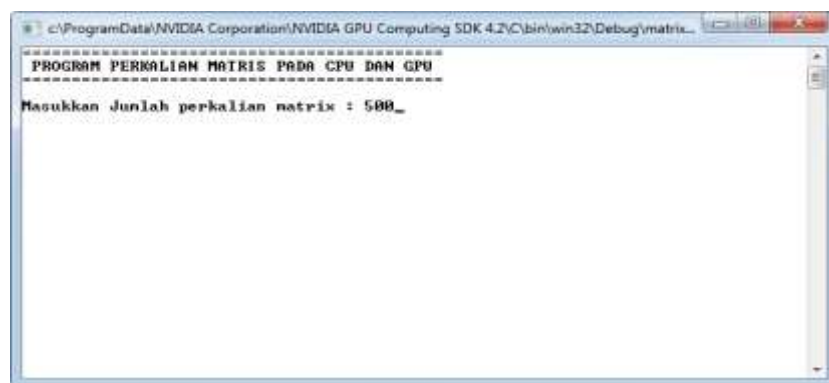 c:\ProgramData\NVIDIA Corporation\NVIDIA GPU Computing SDK 4.2\C\bin\win32\Debug\matrix...
==============================================
PROGRAM PERKALIAN MATRIS PADA CPU DAN GPU
==============================================
Masukkan Jumlah perkalian matrix : 500_